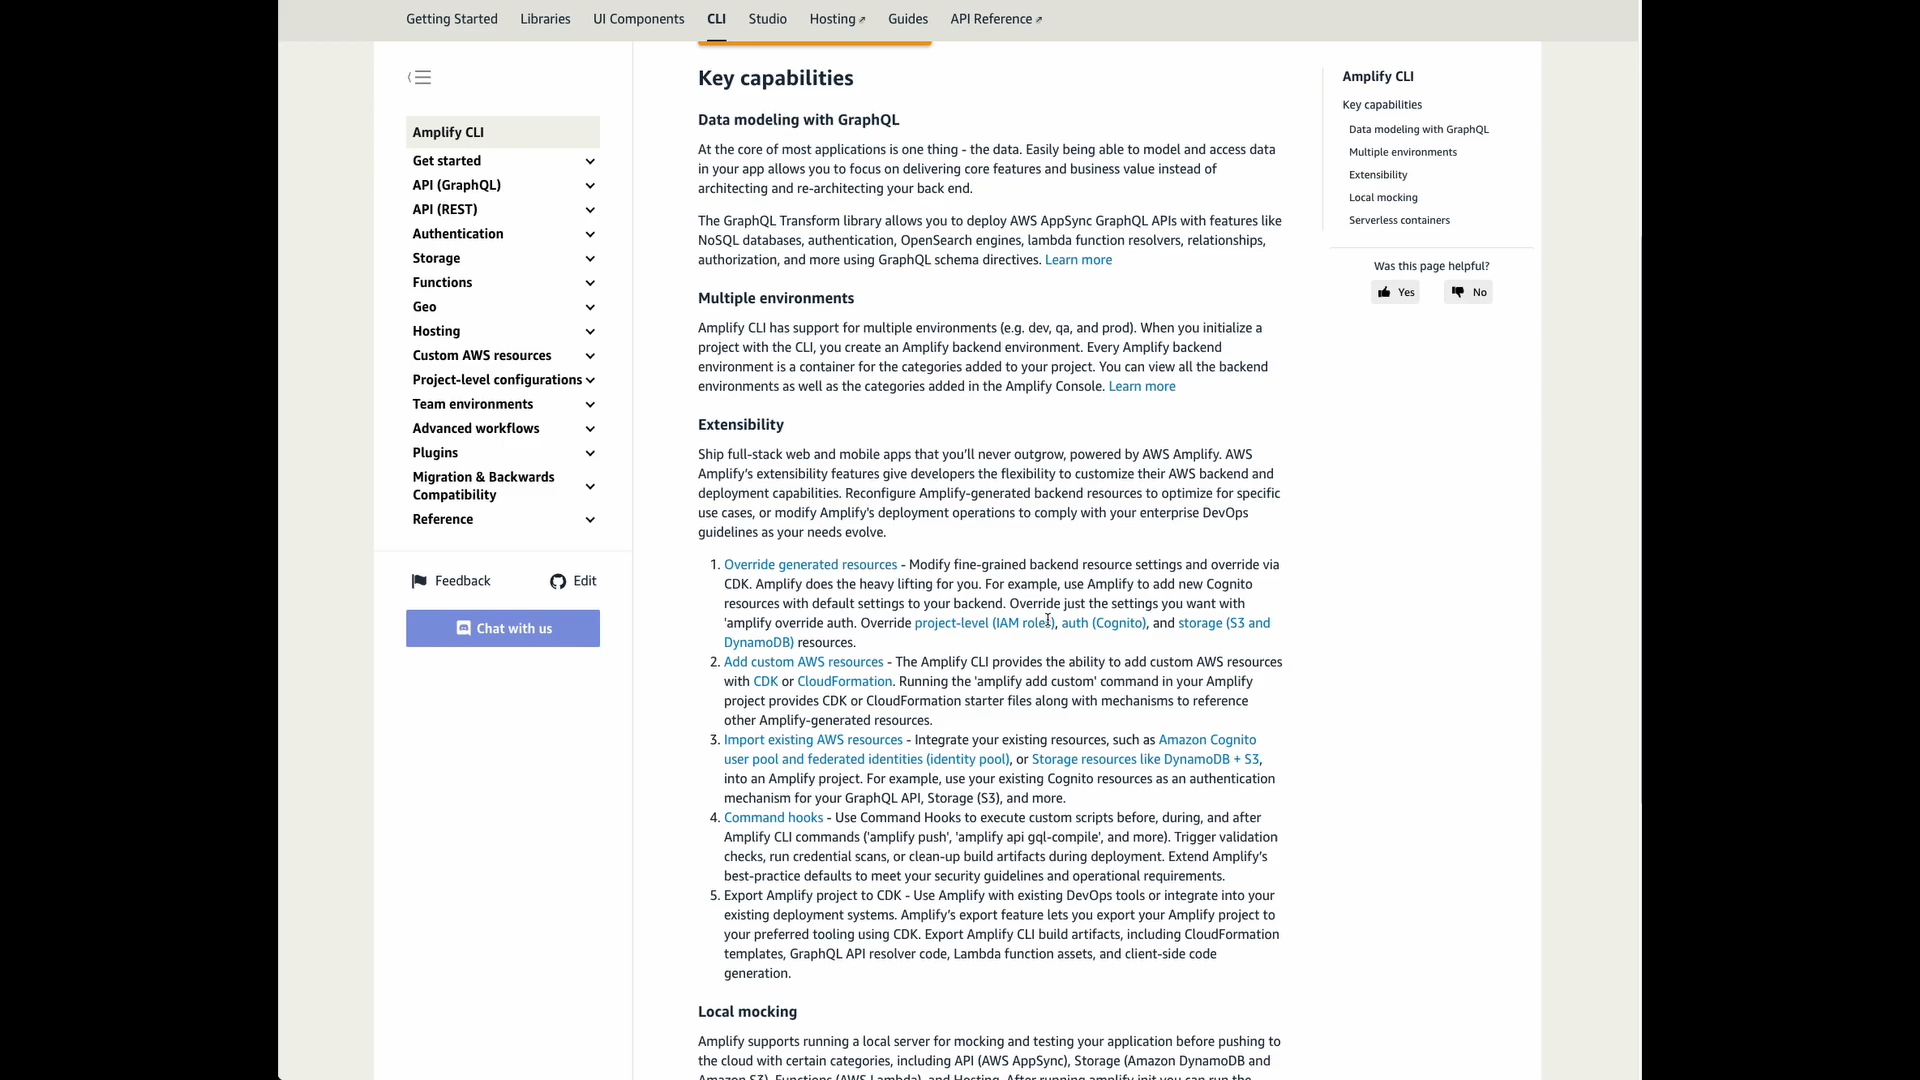 Getting Started Libraries UI Components CLI Studio Hosting Guides API Reference
Amplify CLI
Get started
API (GraphQL)
API (REST)
Authentication
Storage
Functions
Geo
Hosting
Custom AWS resources
Project-level configurations
Team environments
Advanced workflows
Plugins
Migration & Backwards
Compatibility
Reference
Feedback Edit
Chat with us
Key capabilities
Data modeling with GraphQL
At the core of most applications is one thing - the data. Easily being able to model and access data
in your app allows you to focus on delivering core features and business value instead of
architecting and re-architecting your back end.
The GraphQL Transform library allows you to deploy AWS AppSync GraphQL APIs with features like
NoSQL databases, authentication, OpenSearch engines, lambda function resolvers, relationships,
authorization, and more using GraphQL schema directives. Learn more
Multiple environments
Amplify CLI has support for multiple environments (e.g. dev, qa, and prod). When you initialize a
project with the CLI, you create an Amplify backend environment. Every Amplify backend
environment is a container for the categories added to your project. You can view all the backend
environments as well as the categories added in the Amplify Console. Learn more
Extensibility
Ship full-stack web and mobile apps that you'll never outgrow, powered by AWS Amplify. AWS
Amplify's extensibility features give developers the flexibility to customize their AWS backend and
deployment capabilities. Reconfigure Amplify-generated backend resources to optimize for specific
use cases, or modify Amplify's deployment operations to comply with your enterprise DevOps
guidelines as your needs evolve.
1. Override generated resources - Modify fine-grained backend resource settings and override via
CDK. Amplify does the heavy lifting for you. For example, use Amplify to add new Cognito
resources with default settings to your backend. Override just the settings you want with
'amplify override auth. Override project-level (IAM roles), auth (Cognito), and storage (S3 and
DynamoDB) resources.
2. Add custom AWS resources - The Amplify CLI provides the ability to add custom AWS resources
with CDK or CloudFormation. Running the 'amplify add custom' command in your Amplify
project provides CDK or CloudFormation starter files along with mechanisms to reference
other Amplify-generated resources.
3. Import existing AWS resources - Integrate your existing resources, such as Amazon Cognito
user pool and federated identities (identity pool), or Storage resources like DynamoDB + S3,
into an Amplify project. For example, use your existing Cognito resources as an authentication
mechanism for your GraphQL API, Storage (S3), and more.
4. Command hooks - Use Command Hooks to execute custom scripts before, during, and after
Amplify CLI commands ('amplify push', 'amplify api gql-compile', and more). Trigger validation
checks, run credential scans, or clean-up build artifacts during deployment. Extend Amplify's
best-practice defaults to meet your security guidelines and operational requirements.
5. Export Amplify project to CDK - Use Amplify with existing DevOps tools or integrate into your
existing deployment systems. Amplify's export feature lets you export your Amplify project to
your preferred tooling using CDK. Export Amplify CLI build artifacts, including CloudFormation
templates, GraphQL API resolver code, Lambda function assets, and client-side code
generation.
Local mocking
Amplify supports running a local server for mocking and testing your application before pushing to
the cloud with certain categories, including API (AWS AppSync), Storage (Amazon DynamoDB and
Amazon S3), Functions (AWS Lambda), and Hosting. After running amplify init you can run the
Amplify CLI
Key capabilities
Data modeling with GraphQL
Multiple environments
Extensibility
Local mocking
Serverless containers
Was this page helpful?
Yes No